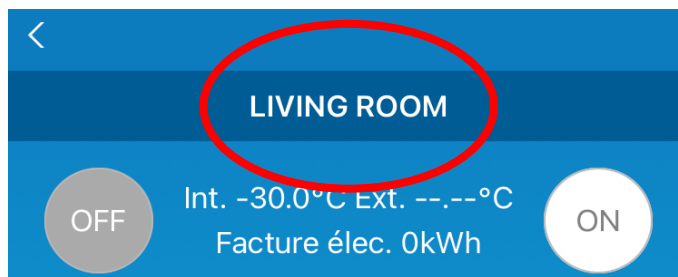 LIVING ROOM
OFF
Int. -30.0°C Ext. --.--°C
Facture élec. 0kWh
ON